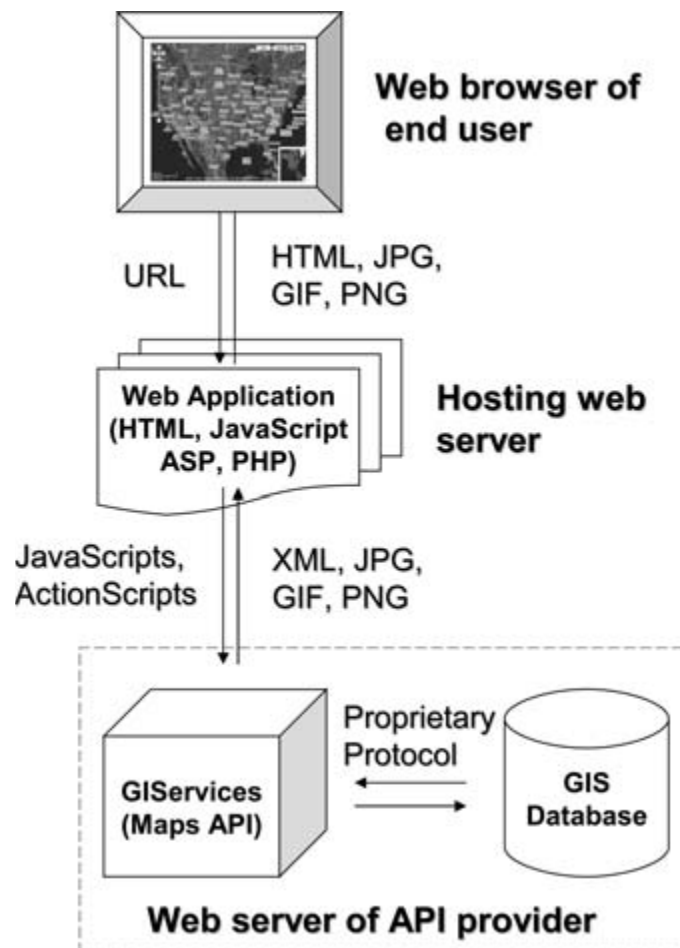 Web browser of
end user
URL
HTML, JPG,
GIF, PNG
Web Application
(HTML, JavaScript
ASP, PHP)
Hosting web
server
JavaScripts,
ActionScripts
XML, JPG,
GIF, PNG
Proprietary
Protocol
GIServices
(Maps API)
GIS
Database
Web server of API provider